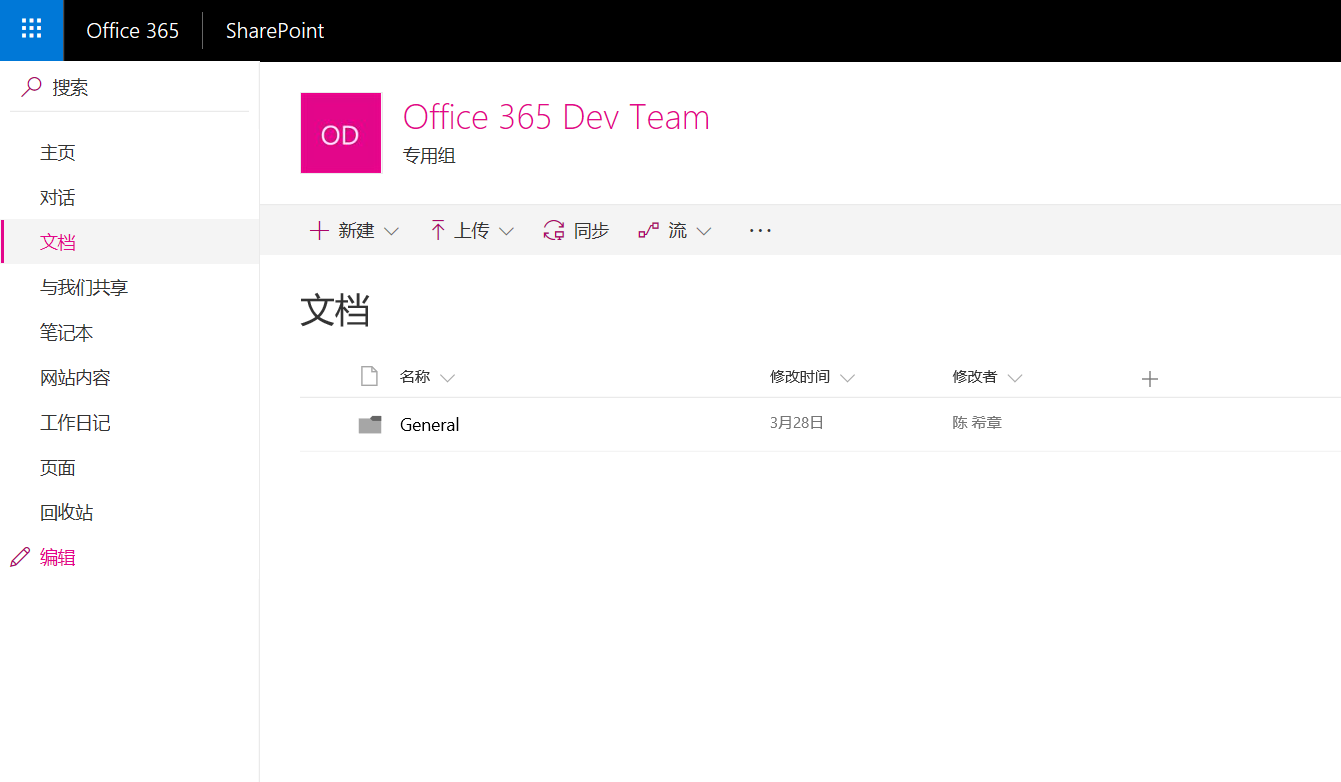 Office 365 SharePoint
搜索
主页
对话
文档
与我们共享
笔记本
网站内容
工作日记
页面
回收站
编辑
OD
Office 365 Dev Team
专用组
新建 上传 同步 流 ···
文档
名称 修改时间 修改者
General 3月28日 陈 希章